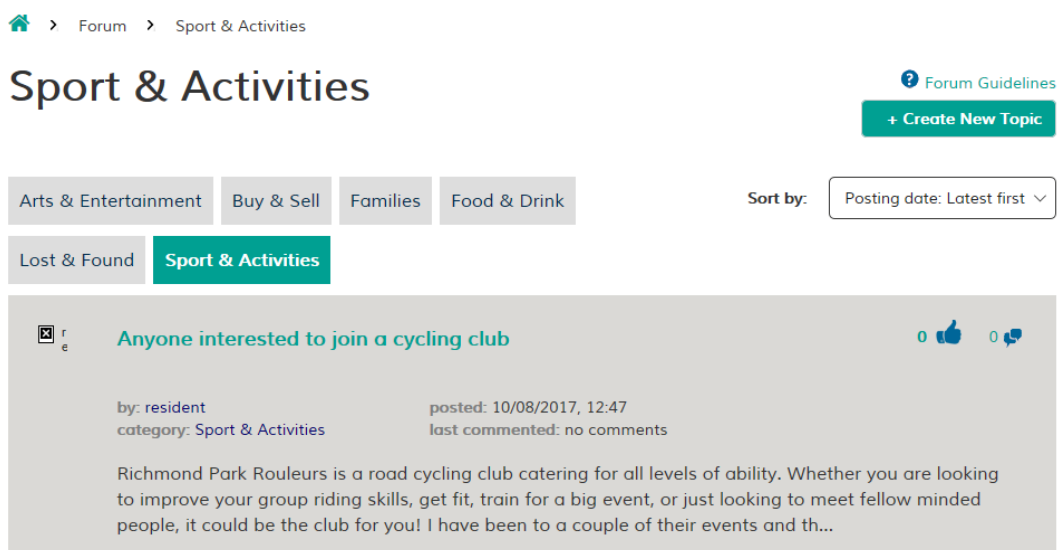 > Forum > Sport & Activities
Sport & Activities
? Forum Guidelines
+ Create New Topic
Arts & Entertainment Buy & Sell Families Food & Drink
Sort by: Posting date: Latest first
Lost & Found Sport & Activities
r
e
Anyone interested to join a cycling club
0 0
by: resident posted: 10/08/2017, 12:47
category: Sport & Activities last commented: no comments
Richmond Park Rouleurs is a road cycling club catering for all levels of ability. Whether you are looking
to improve your group riding skills, get fit, train for a big event, or just looking to meet fellow minded
people, it could be the club for you! I have been to a couple of their events and th...